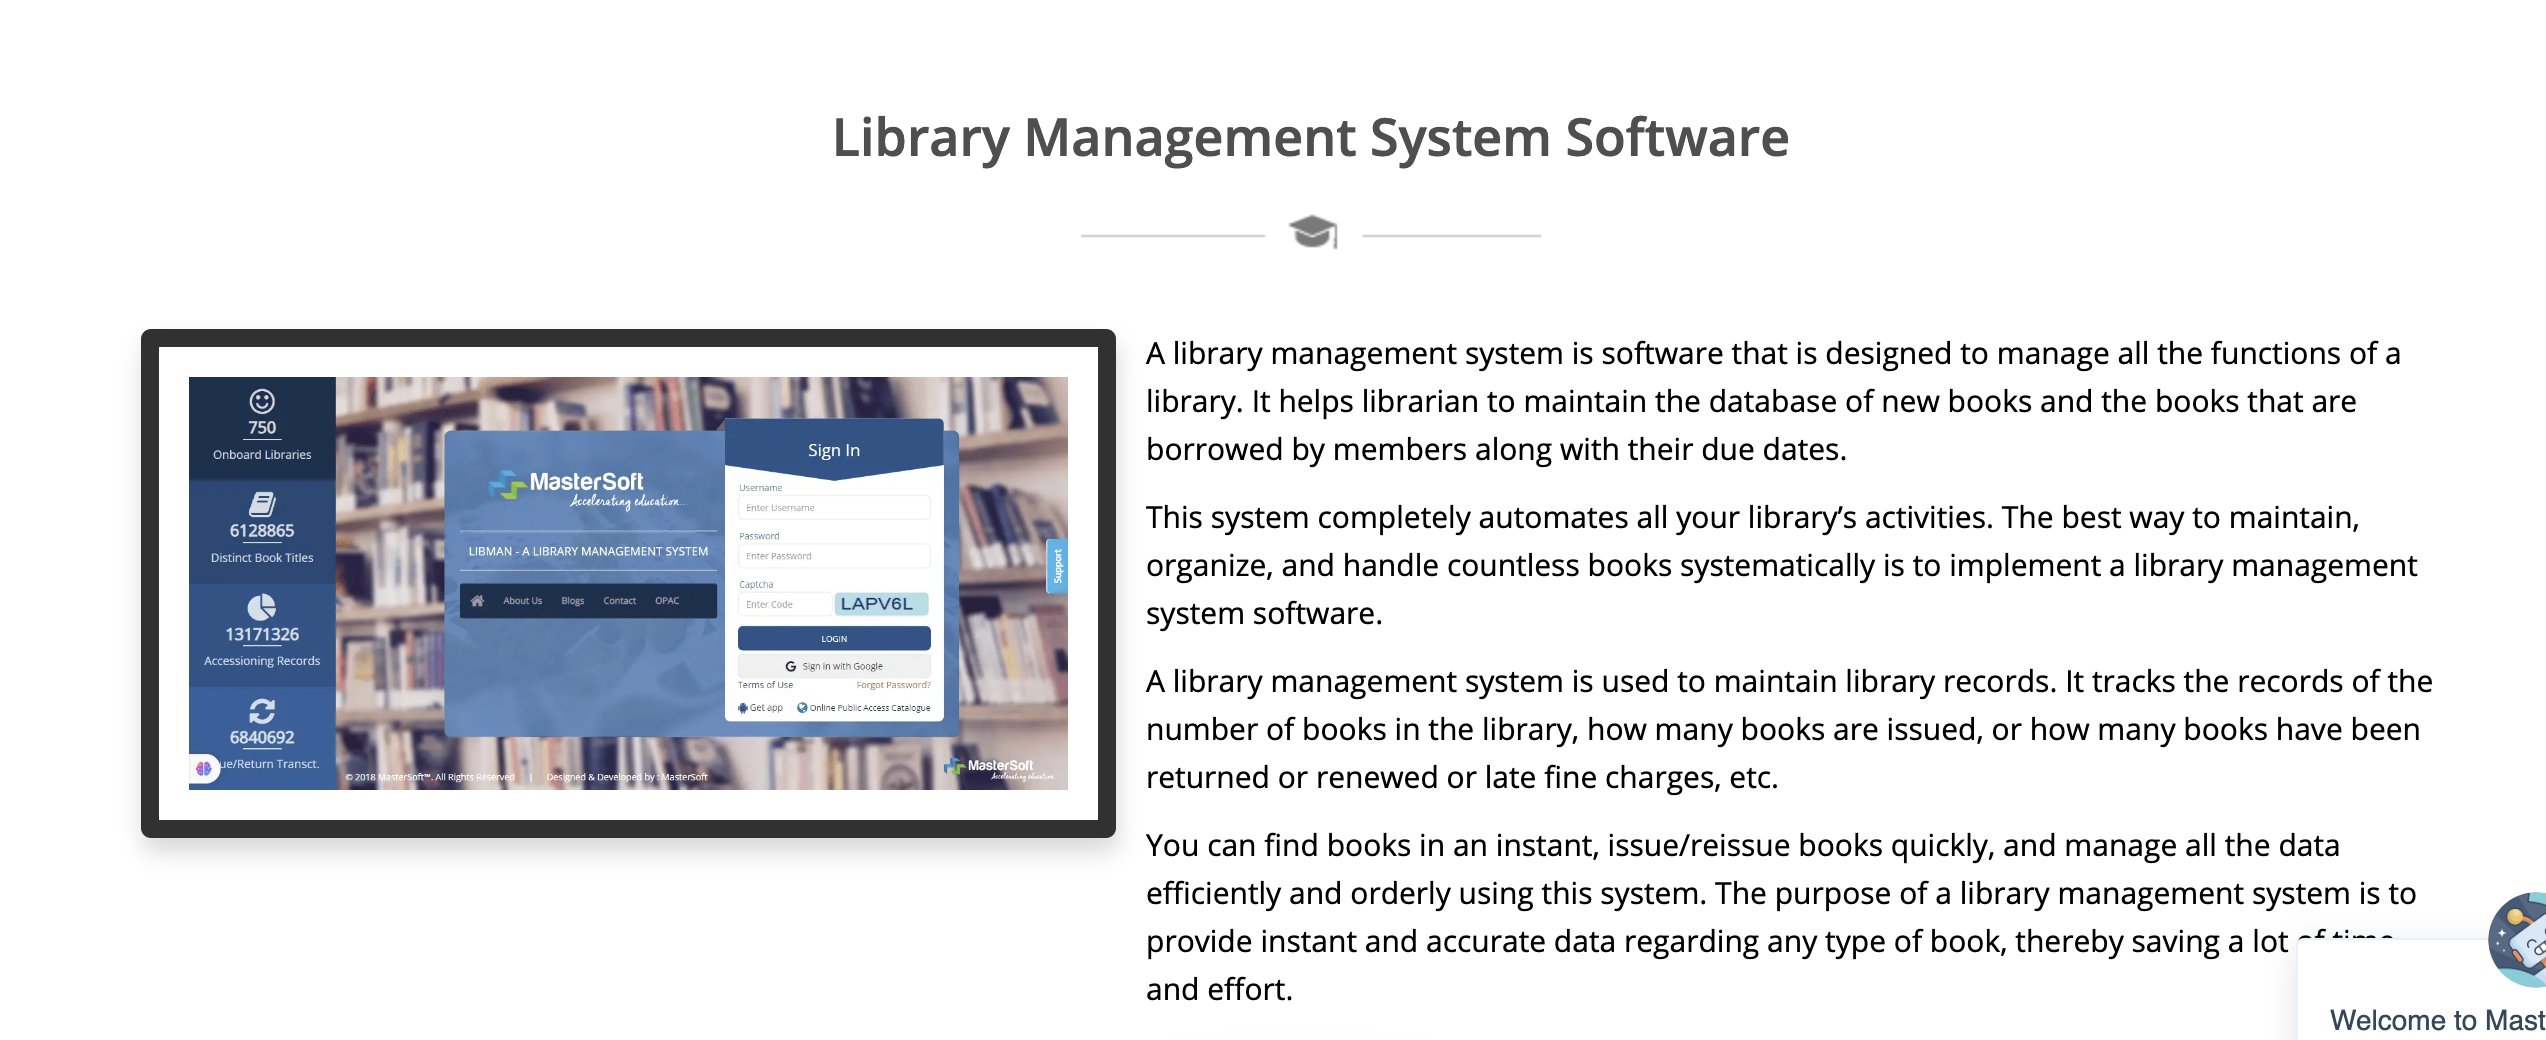 Library Management System Software
750
Onboard Libraries
6128865
Distinct Book Titles
13171326
Accessioning Records
6840692
ue/Return Transct.
MasterSoft
Accelerating education..
LIBMAN - A LIBRARY MANAGEMENT SYSTEM
About Us Blogs Contact OPAC
Sign In
Username
Enter Username
Password
Enter Password
Captcha
Enter Code LAPV6L
LOGIN
G Sign in with Google
Terms of Use Forgot Password?
Get app Online Public Access Catalogue
Support
© 2018 MasterSoft™. All Rights Reserved | Designed & Developed by : MasterSoft
MasterSoft
Accelerating education..
A library management system is software that is designed to manage all the functions of a
library. It helps librarian to maintain the database of new books and the books that are
borrowed by members along with their due dates.
This system completely automates all your library’s activities. The best way to maintain,
organize, and handle countless books systematically is to implement a library management
system software.
A library management system is used to maintain library records. It tracks the records of the
number of books in the library, how many books are issued, or how many books have been
returned or renewed or late fine charges, etc.
You can find books in an instant, issue/reissue books quickly, and manage all the data
efficiently and orderly using this system. The purpose of a library management system is to
provide instant and accurate data regarding any type of book, thereby saving a lot of time
and effort.
Welcome to Mast